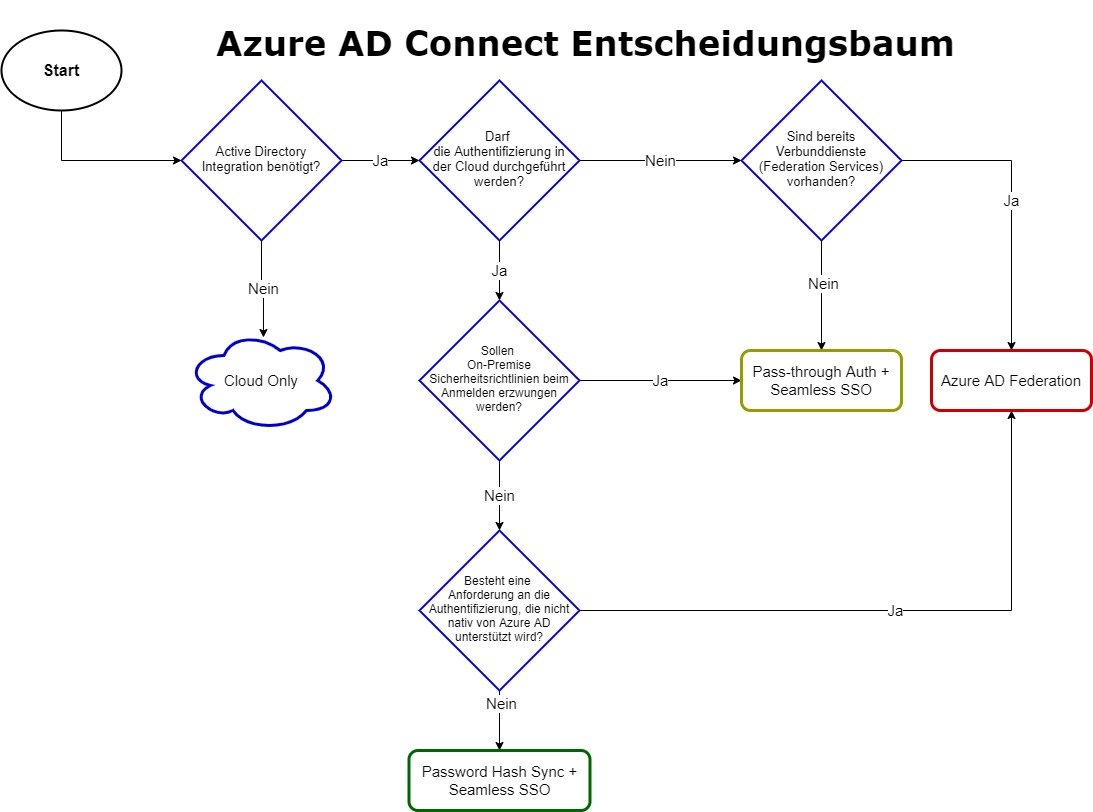 Azure AD Connect Entscheidungsbaum
Start
Active Directory
Integration benötigt?
Ja
Darf
die Authentifizierung in
der Cloud durchgeführt
werden?
Nein
Sind bereits
Verbunddienste
(Federation Services)
vorhanden?
Ja
Nein
Ja
Nein
Cloud Only
Sollen
On-Premise
Sicherheitsrichtlinien beim
Anmelden erzwungen
werden?
Ja
Pass-through Auth +
Seamless SSO
Azure AD Federation
Nein
Besteht eine
Anforderung an die
Authentifizierung, die nicht
nativ von Azure AD
unterstützt wird?
Ja
Nein
Password Hash Sync +
Seamless SSO